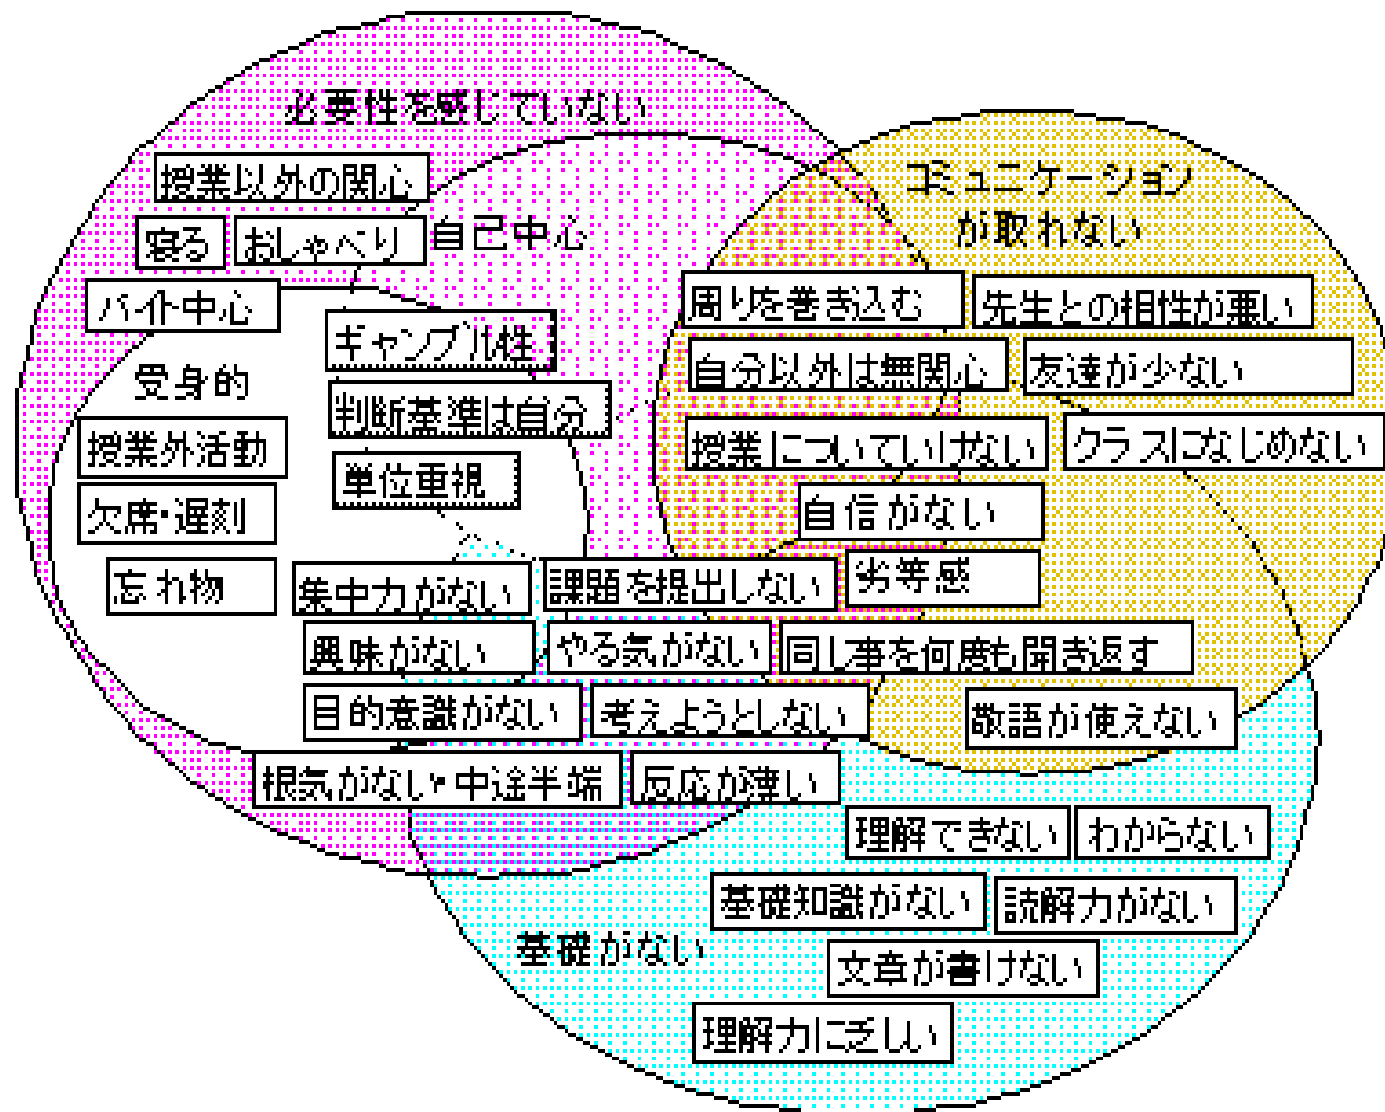 必要性を感じていない
コミュニケーション
が取れない
授業以外の関心
自己中心
寝る
おしゃべり
バイト中心
周りを巻き込む
先生との相性が悪い
ギャンブル性
自分以外は無関心
友達が少ない
受身的
判断基準は自分
授業外活動
授業についていけない
クラスになじめない
単位重視
欠席・遅刻
自信がない
忘れ物
集中力がない
課題を提出しない
劣等感
興味がない
やる気がない
同じ事を何度も聞き返す
目的意識がない
考えようとしない
敬語が使えない
根気がない・中途半端
反応が薄い
理解できない
わからない
基礎知識がない
読解力がない
基礎がない
文章が書けない
理解力に乏しい